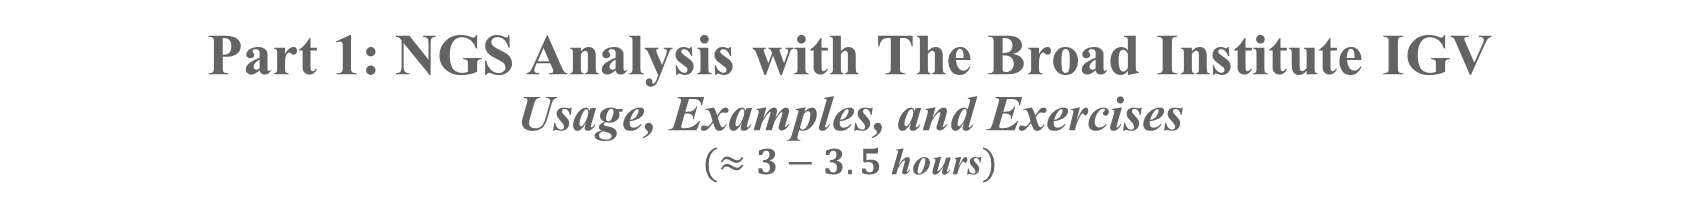 Part 1: NGS Analysis with The Broad Institute IGV
Usage, Examples, and Exercises
(≈ 3 − 3.5 hours)